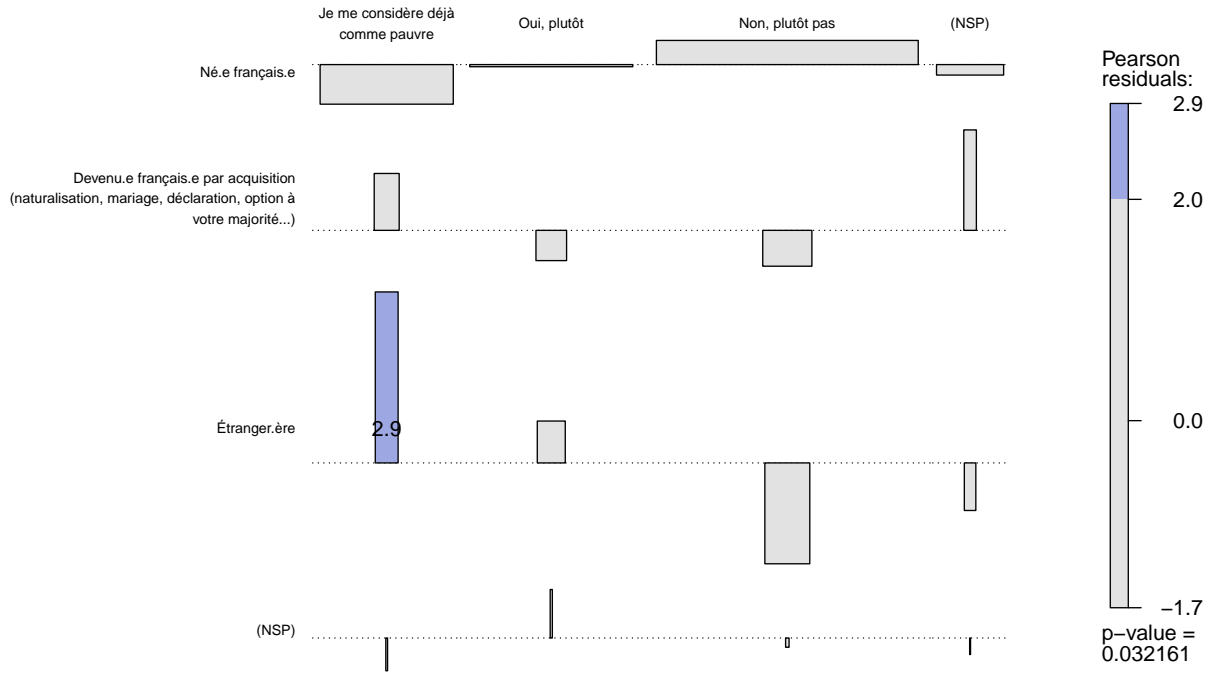 Je me considère déjà
comme pauvre
Oui, plutôt
Non, plutôt pas
(NSP)
Né.e français.e
Devenu.e français.e par acquisition
(naturalisation, mariage, déclaration, option à
votre majorité...)
Étranger.ère
2.9
(NSP)
Pearson
residuals:
2.9
2.0
0.0
−1.7
p−value =
0.032161